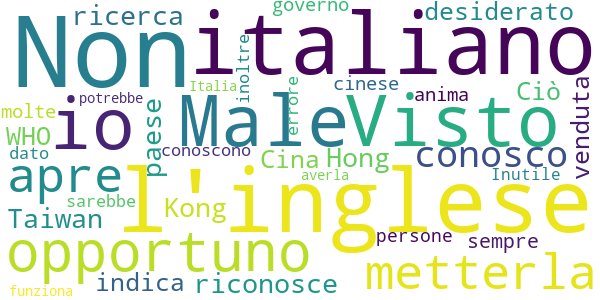 Non
italiano
ricerca
governo
desiderato
Italia
inoltre
cinese
errore
anima
Ciò
potrebbe
molte
io
Male
Visto
WHO
paese
dato
conoscono
Cina
Hong
conosco
venduta
apre
l'inglese
averla
Inutile
sarebbe
Kong
Taiwan
persone
sempre
opportuno
indica
riconosce
metterla
funziona